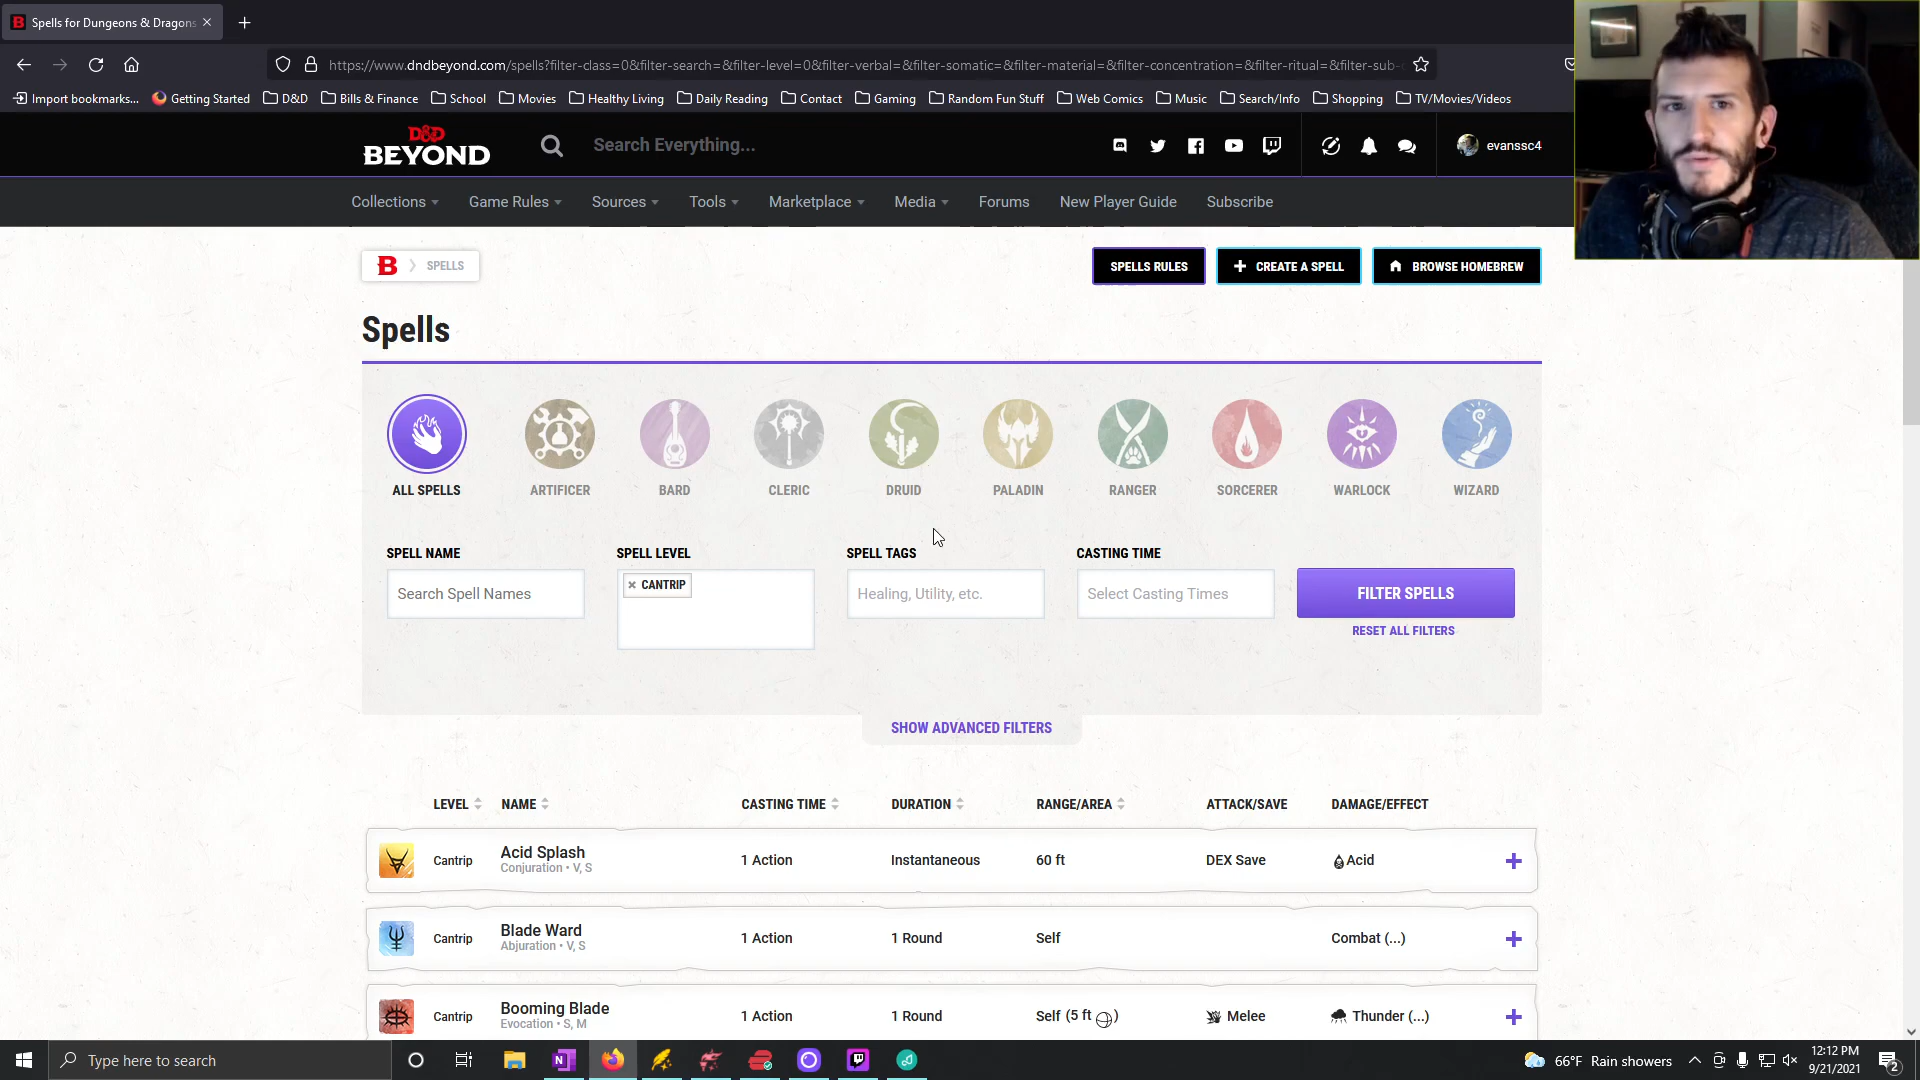 Spells for Dungeons & Dragons
https://www.dndbeyond.com/spells?filter-class=0&filter-search=&filter-level=0&filter-verbal=&filter-somatic=&filter-material=&filter-concentration=&filter-ritual=&filter-sub-
Import bookmarks... Getting Started D&D Bills & Finance School Movies Healthy Living Daily Reading Contact Gaming Random Fun Stuff Web Comics Music Search/Info Shopping TV/Movies/Videos
D&D
BEYOND
Search Everything...
evanssc4
Collections Game Rules Sources Tools Marketplace Media Forums New Player Guide Subscribe
B SPELLS
SPELLS RULES + CREATE A SPELL BROWSE HOMEBREW
Spells
ALL SPELLS ARTIFICER BARD CLERIC DRUID PALADIN RANGER SORCERER WARLOCK WIZARD
SPELL NAME SPELL LEVEL SPELL TAGS CASTING TIME
Search Spell Names × CANTRIP Healing, Utility, etc. Select Casting Times FILTER SPELLS
RESET ALL FILTERS
SHOW ADVANCED FILTERS
LEVEL NAME CASTING TIME DURATION RANGE/AREA ATTACK/SAVE DAMAGE/EFFECT
Cantrip Acid Splash 1 Action Instantaneous 60 ft DEX Save Acid +
Conjuration • V, S
Cantrip Blade Ward 1 Action 1 Round Self Combat (...) +
Abjuration • V, S
Cantrip Booming Blade 1 Action 1 Round Self (5 ft ) Melee Thunder (...) +
Evocation • S, M
Type here to search
66°F Rain showers
12:12 PM
9/21/2021
2